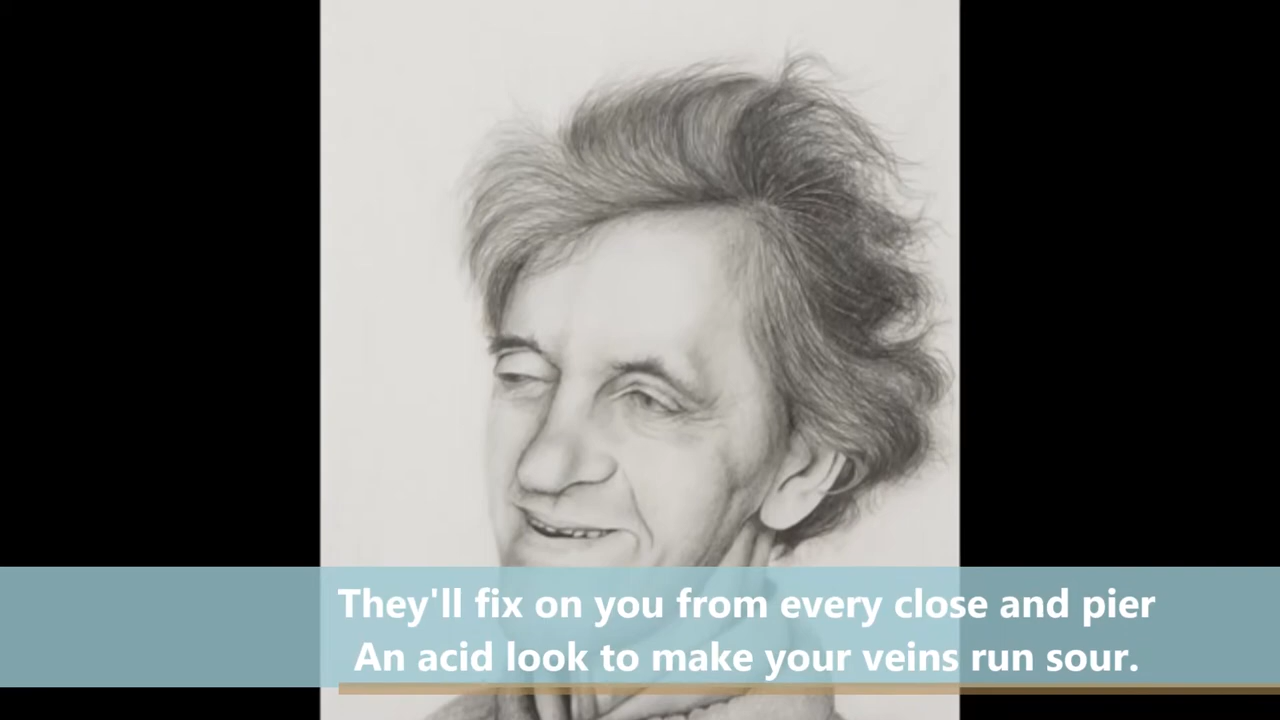 They'll fix on you from every close and pier
An acid look to make your veins run sour.